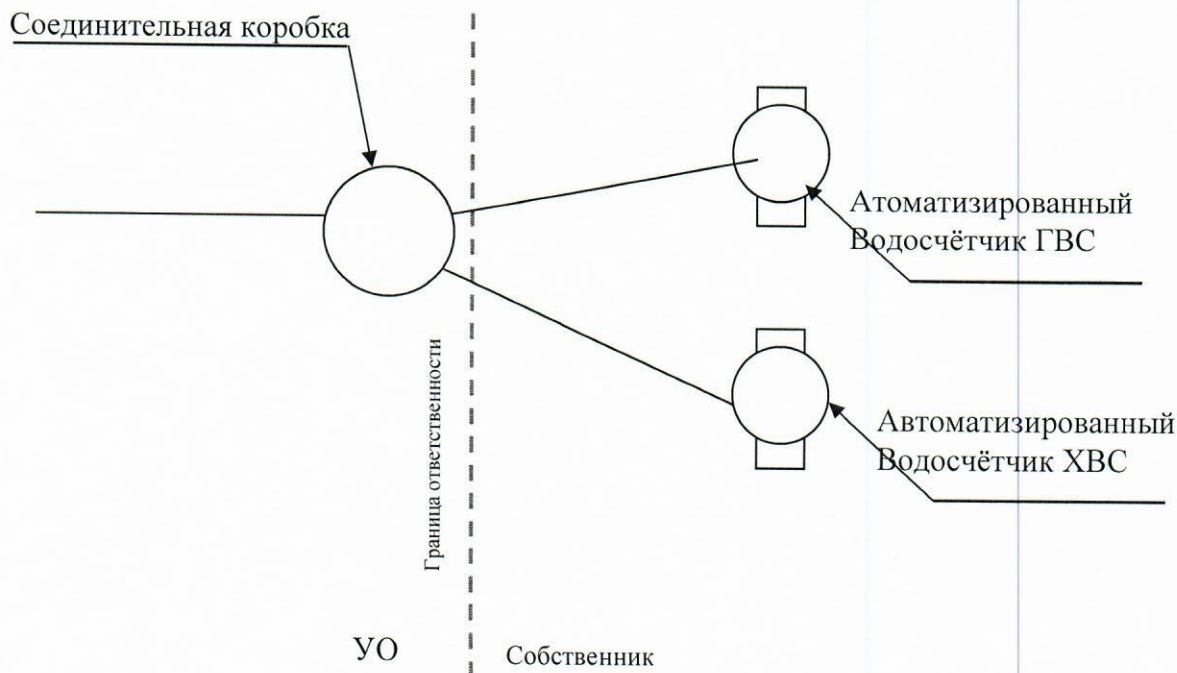 Соединительная коробка
Атоматизированный
Водосчётчик ГВС
Граница ответственности
Автоматизированный
Водосчётчик ХВС
УО
Собственник